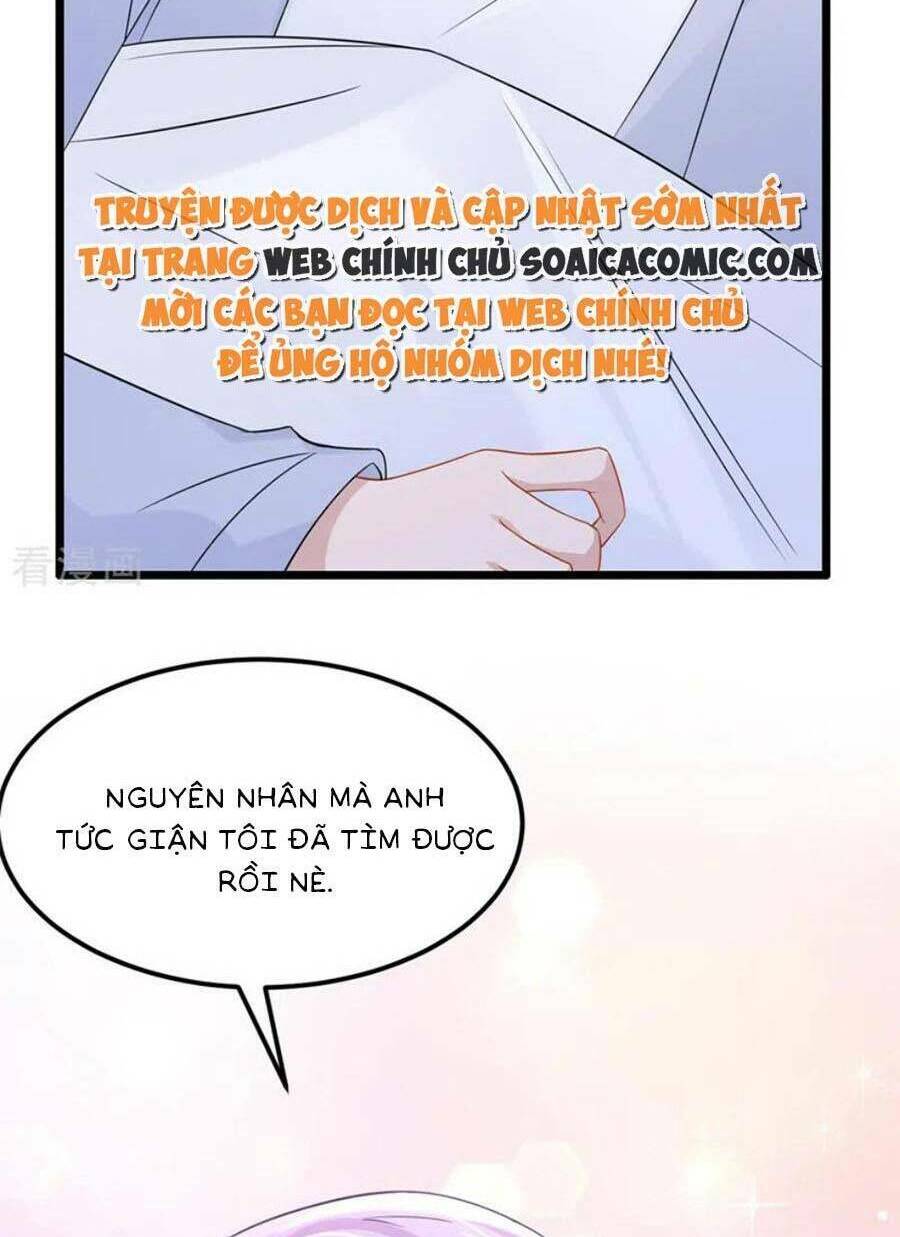 TRUYỆN ĐƯỢC DỊCH VÀ CẬP NHẬT SỚM NHẤT
TẠI TRANG WEB CHÍNH CHỦ SOAICACOMIC.COM
MỜI CÁC BẠN ĐỌC TẠI WEB CHÍNH CHỦ
ĐỂ ỦNG HỘ NHÓM DỊCH NHÉ!
看漫画
NGUYÊN NHÂN MÀ ANH
TỨC GIẬN TÔI ĐÃ TÌM ĐƯỢC
RỒI NÈ.